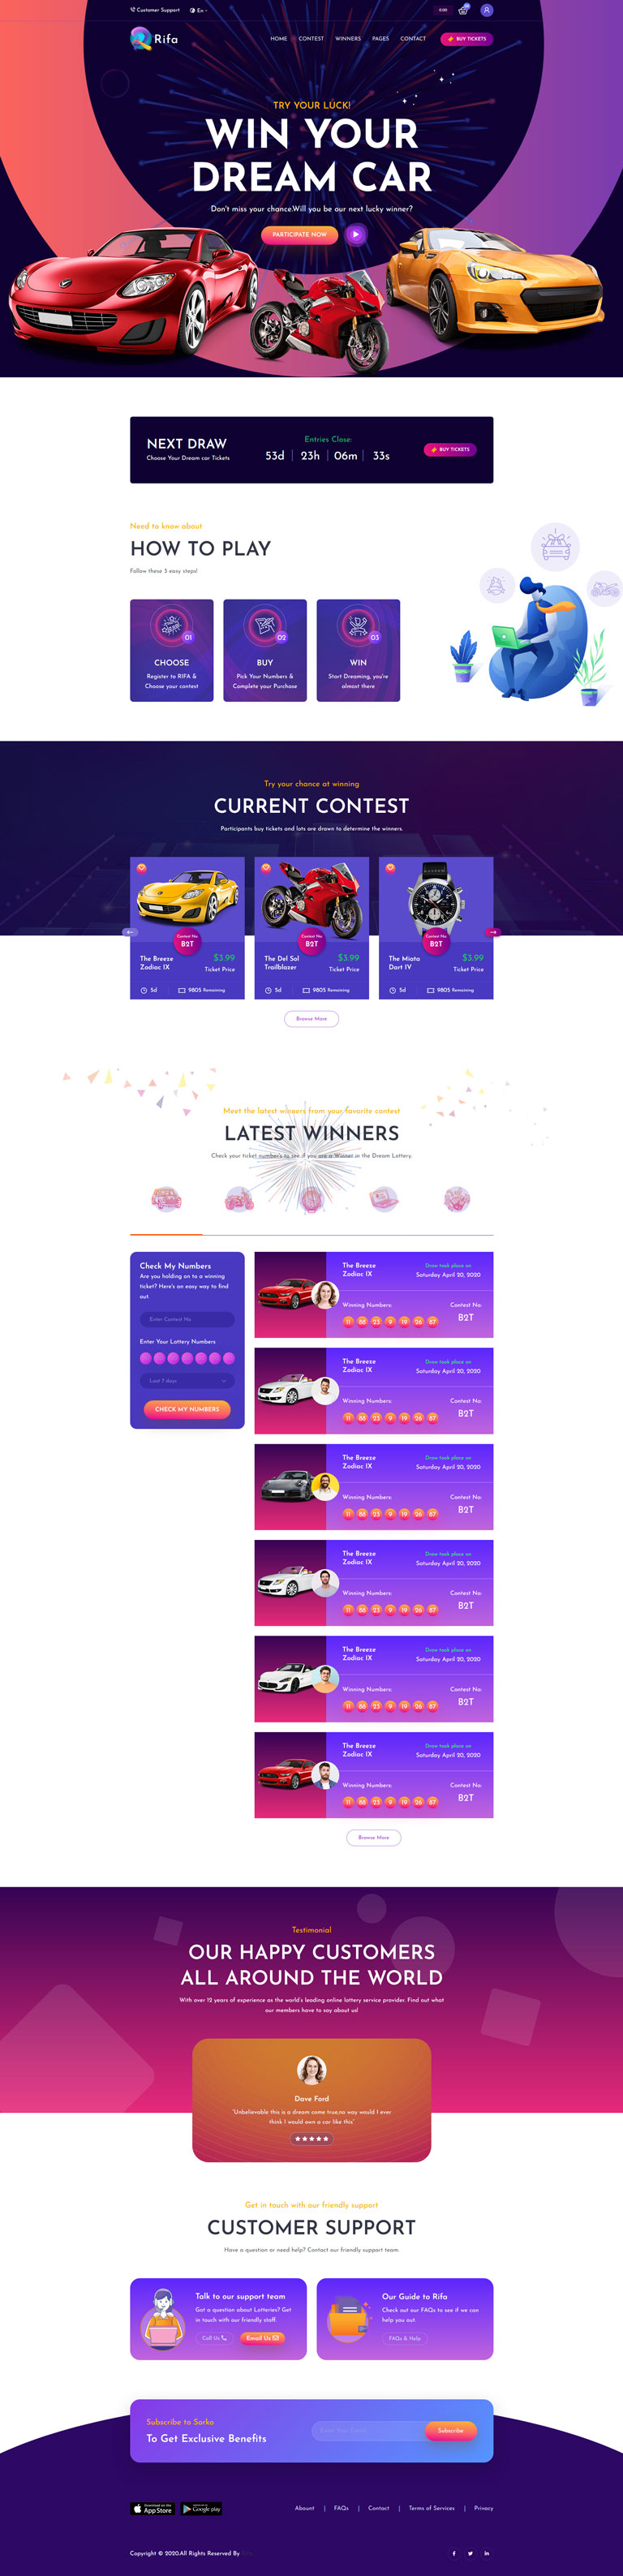 Customer Support
En
0.00
Rifa
HOME CONTEST WINNERS PAGES CONTACT
BUY TICKETS
TRY YOUR LUCK!
WIN YOUR
DREAM CAR
Don't miss your chance.Will you be our next lucky winner?
PARTICIPATE NOW
NEXT DRAW
Choose Your Dream car Tickets
Entries Close:
53d 23h 06m 33s
BUY TICKETS
Need to know about
HOW TO PLAY
Follow these 3 easy steps!
01
CHOOSE
Register to RIFA &
Choose your contest
02
BUY
Pick Your Numbers &
Complete your Purchase
03
WIN
Start Dreaming, you're
almost there
Try your chance at winning
CURRENT CONTEST
Participants buy tickets and lots are drawn to determine the winners.
Contest No:
B2T
The Breeze
Zodiac IX
$3.99
Ticket Price
5d
9805 Remaining
Contest No:
B2T
The Del Sol
Trailblazer
$3.99
Ticket Price
5d
9805 Remaining
Contest No:
B2T
The Miata
Dart IV
$3.99
Ticket Price
5d
9805 Remaining
Browse More
Meet the latest winners from your favorite contest
LATEST WINNERS
Check your ticket number's to see if you are a Winner in the Dream Lottery.
Check My Numbers
Are you holding on to a winning
ticket? Here's an easy way to find
out.
Enter Contest No
Enter Your Lottery Numbers
Last 7 days
CHECK MY NUMBERS
The Breeze
Zodiac IX
Draw took place on
Saturday April 20, 2020
Winning Numbers:
11 88 23 9 19 26 87
Contest No:
B2T
The Breeze
Zodiac IX
Draw took place on
Saturday April 20, 2020
Winning Numbers:
11 88 23 9 19 26 87
Contest No:
B2T
The Breeze
Zodiac IX
Draw took place on
Saturday April 20, 2020
Winning Numbers:
11 88 23 9 19 26 87
Contest No:
B2T
The Breeze
Zodiac IX
Draw took place on
Saturday April 20, 2020
Winning Numbers:
11 88 23 9 19 26 87
Contest No:
B2T
The Breeze
Zodiac IX
Draw took place on
Saturday April 20, 2020
Winning Numbers:
11 88 23 9 19 26 87
Contest No:
B2T
The Breeze
Zodiac IX
Draw took place on
Saturday April 20, 2020
Winning Numbers:
11 88 23 9 19 26 87
Contest No:
B2T
Browse More
Testimonial
OUR HAPPY CUSTOMERS
ALL AROUND THE WORLD
With over 12 years of experience as the world's leading online lottery service provider. Find out what
our members have to say about us!
Dave Ford
"Unbelievable this is a dream come true,no way would I ever
think I would own a car like this"
Get in touch with our friendly support
CUSTOMER SUPPORT
Have a question or need help? Contact our friendly support team.
Talk to our support team
Got a question about Lotteries? Get
in touch with our friendly staff.
Call Us
Email Us
Our Guide to Rifa
Check out our FAQs to see if we can
help you out.
FAQs & Help
Subscribe to Sorko
To Get Exclusive Benefits
Enter Your Email
Subscribe
Download on the
App Store
Google play
Abount | FAQs | Contact | Terms of Services | Privacy
Copyright © 2020.All Rights Reserved By